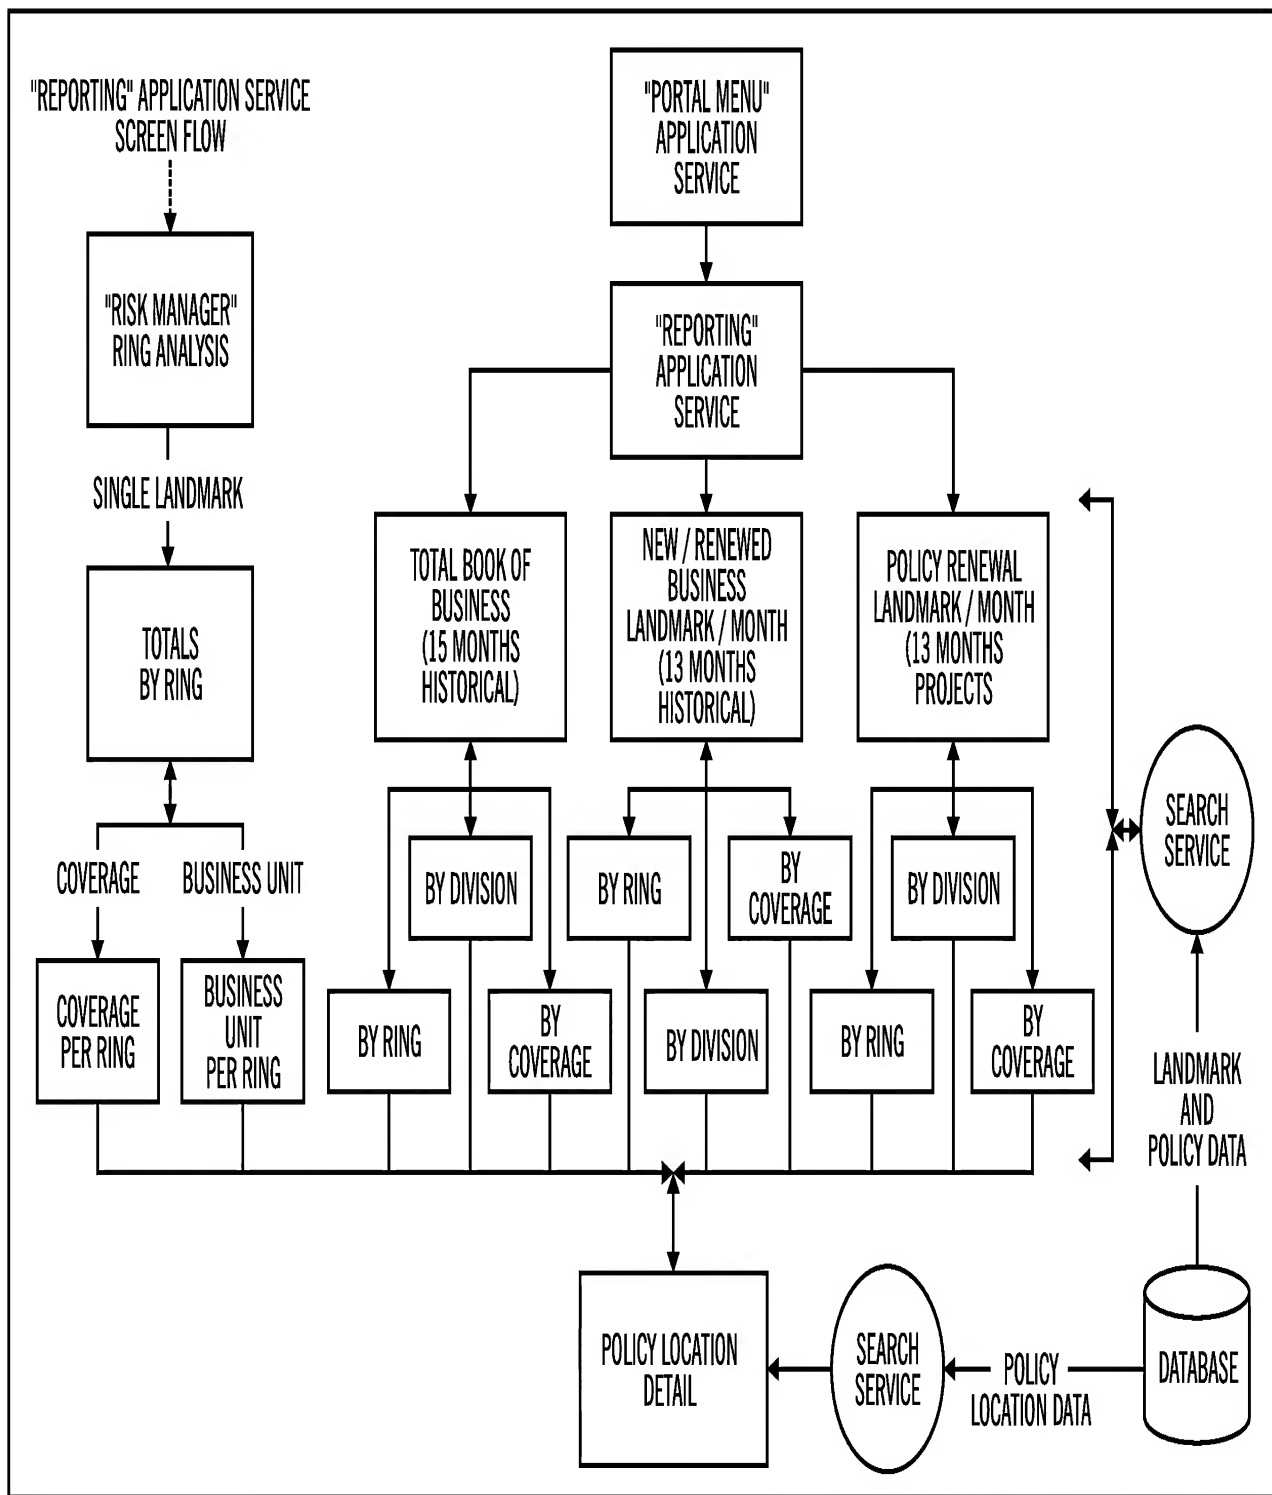 "REPORTING" APPLICATION SERVICE
SCREEN FLOW
"PORTAL MENU"
APPLICATION
SERVICE
"RISK MANAGER"
RING ANALYSIS
"REPORTING"
APPLICATION
SERVICE
SINGLE LANDMARK
TOTALS
BY RING
TOTAL BOOK OF
BUSINESS
(15 MONTHS
HISTORICAL)
NEW / RENEWED
BUSINESS
LANDMARK / MONTH
(13 MONTHS
HISTORICAL)
POLICY RENEWAL
LANDMARK / MONTH
(13 MONTHS
PROJECTS
SEARCH
SERVICE
COVERAGE
BUSINESS UNIT
BY DIVISION
BY RING
BY
COVERAGE
BY DIVISION
COVERAGE
PER RING
BUSINESS
UNIT
PER RING
BY RING
BY
COVERAGE
BY DIVISION
BY RING
BY
COVERAGE
LANDMARK
AND
POLICY DATA
POLICY LOCATION
DETAIL
SEARCH
SERVICE
POLICY
LOCATION DATA
DATABASE